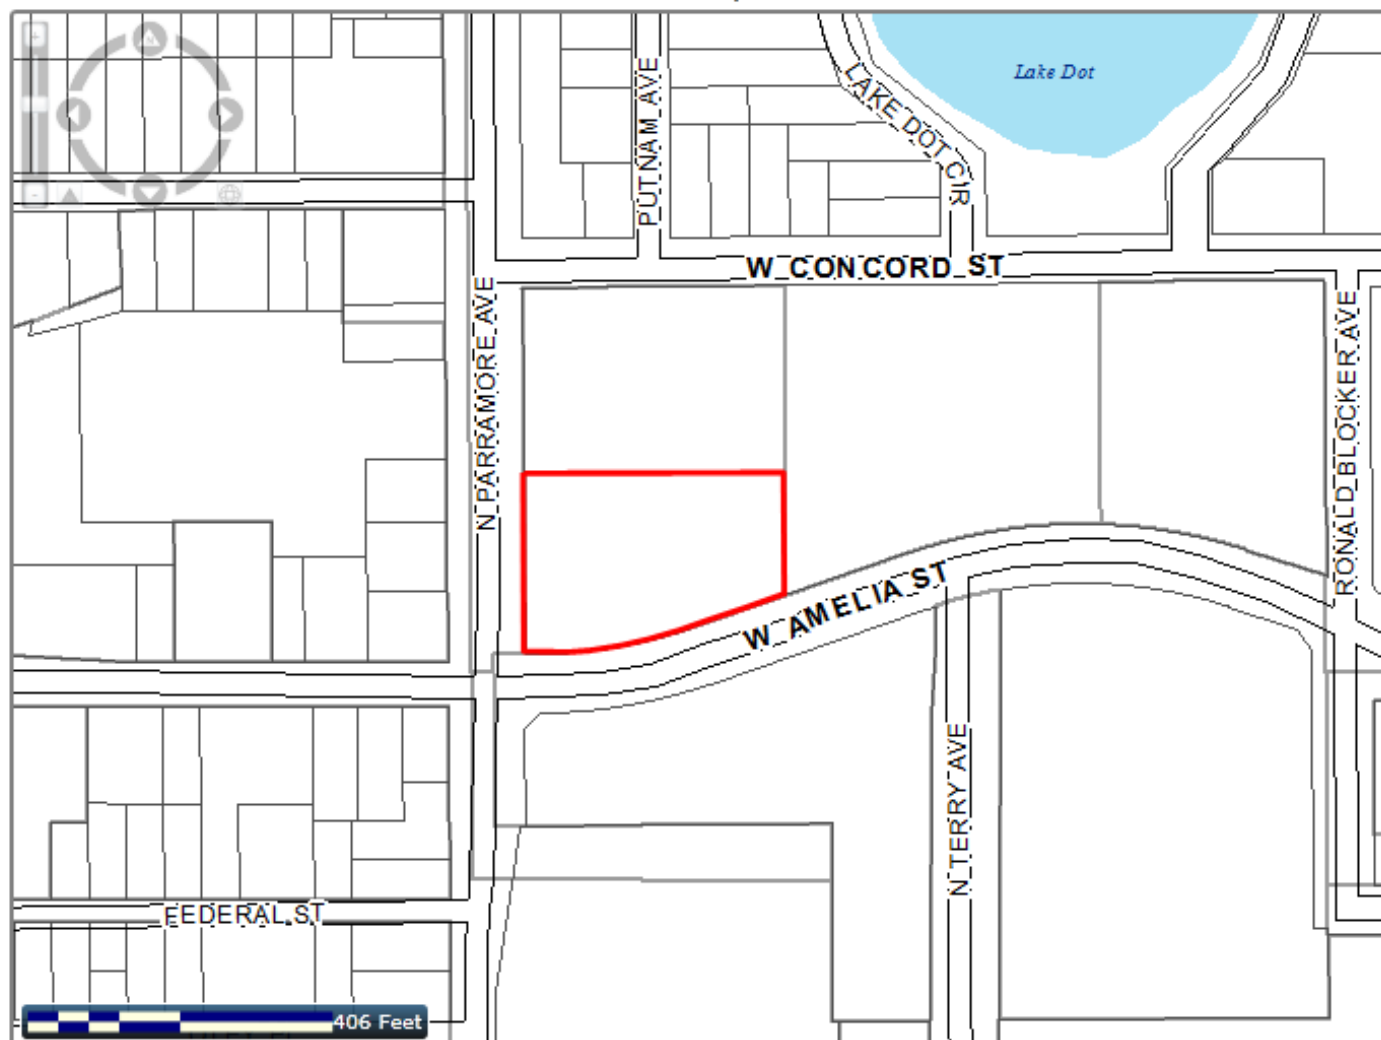 Lake Dot
PUTNAM AVE
LAKE DOT CIR
W CONCORD ST
N PARRAMORE AVE
RONALD BLOCKER AVE
W AMELIA ST
N TERRY AVE
FEDERAL ST
406 Feet